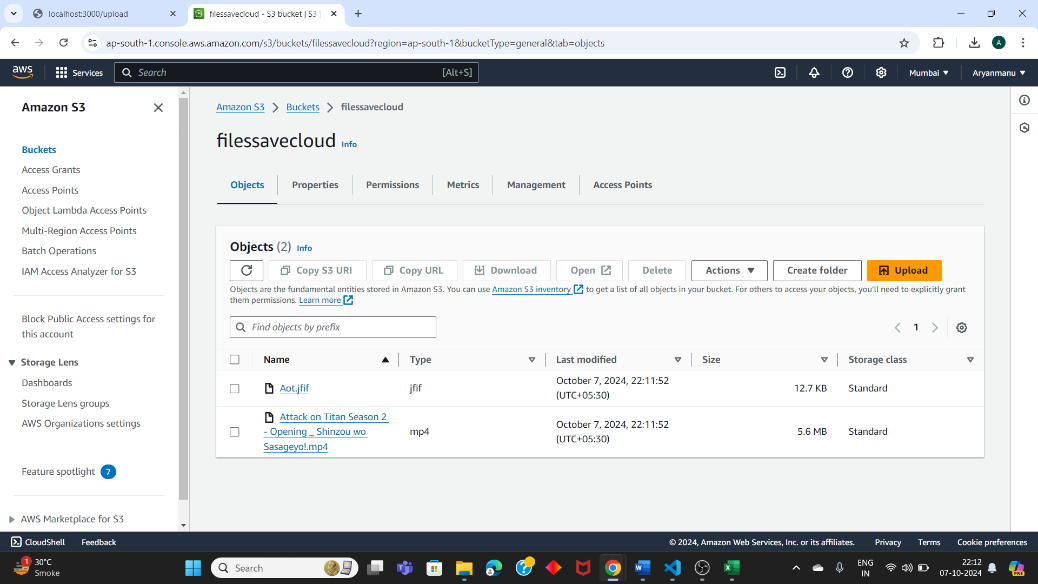 localhost:3000/upload
filessavecloud - S3 bucket | S3 |
ap-south-1.console.aws.amazon.com/s3/buckets/filessavecloud?region=ap-south-1&bucketType=general&tab=objects
A
aws
Services
Search
[Alt+S]
Mumbai
Aryanmanu
Amazon S3
Buckets
Access Grants
Access Points
Object Lambda Access Points
Multi-Region Access Points
Batch Operations
IAM Access Analyzer for S3
Block Public Access settings for
this account
Storage Lens
Dashboards
Storage Lens groups
AWS Organizations settings
Feature spotlight 7
AWS Marketplace for S3
Amazon S3
Buckets
filessavecloud
filessavecloud Info
Objects
Properties
Permissions
Metrics
Management
Access Points
Objects (2) Info
Copy S3 URI
Copy URL
Download
Open
Delete
Actions
Create folder
Upload
Objects are the fundamental entities stored in Amazon S3. You can use Amazon S3 inventory to get a list of all objects in your bucket. For others to access your objects, you'll need to explicitly grant
them permissions. Learn more
Find objects by prefix
1
Name
Type
Last modified
Size
Storage class
Aot.jfif
jfif
October 7, 2024, 22:11:52
(UTC+05:30)
12.7 KB
Standard
Attack on Titan Season 2
- Opening _ Shinzou wo
Sasageyo!.mp4
mp4
October 7, 2024, 22:11:52
(UTC+05:30)
5.6 MB
Standard
CloudShell
Feedback
© 2024, Amazon Web Services, Inc. or its affiliates.
Privacy
Terms
Cookie preferences
1
30°C
Smoke
Search
ENG
IN
22:12
07-10-2024